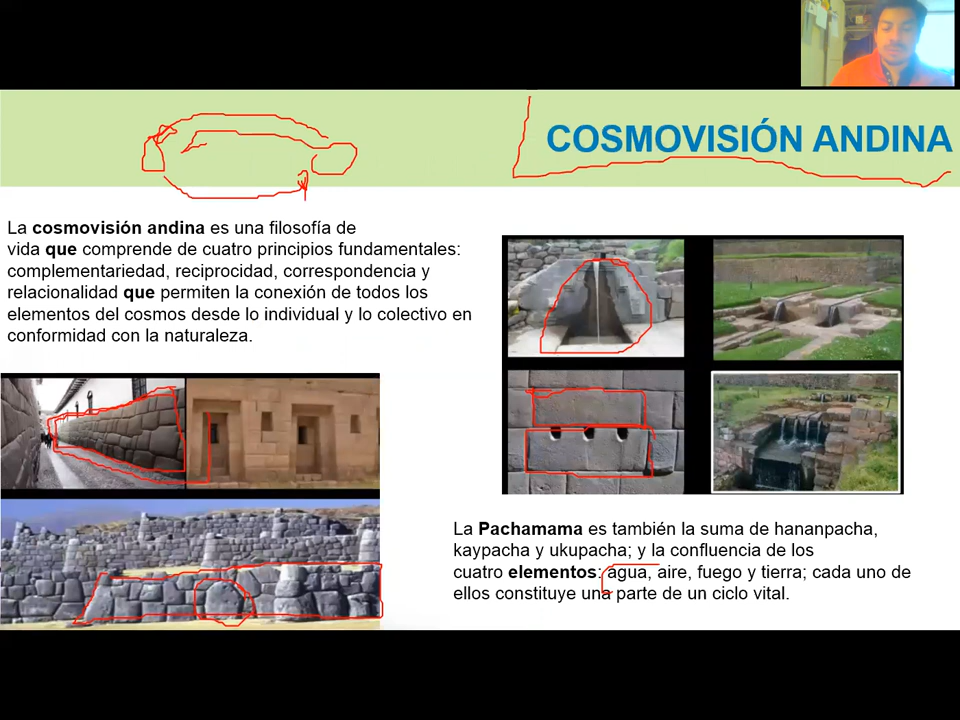 COSMOVISIÓN ANDINA
La cosmovisión andina es una filosofía de
vida que comprende de cuatro principios fundamentales:
complementariedad, reciprocidad, correspondencia y
relacionalidad que permiten la conexión de todos los
elementos del cosmos desde lo individual y lo colectivo en
conformidad con la naturaleza.
La Pachamama es también la suma de hananpacha,
kaypacha y ukupacha; y la confluencia de los
cuatro elementos: agua, aire, fuego y tierra; cada uno de
ellos constituye una parte de un ciclo vital.